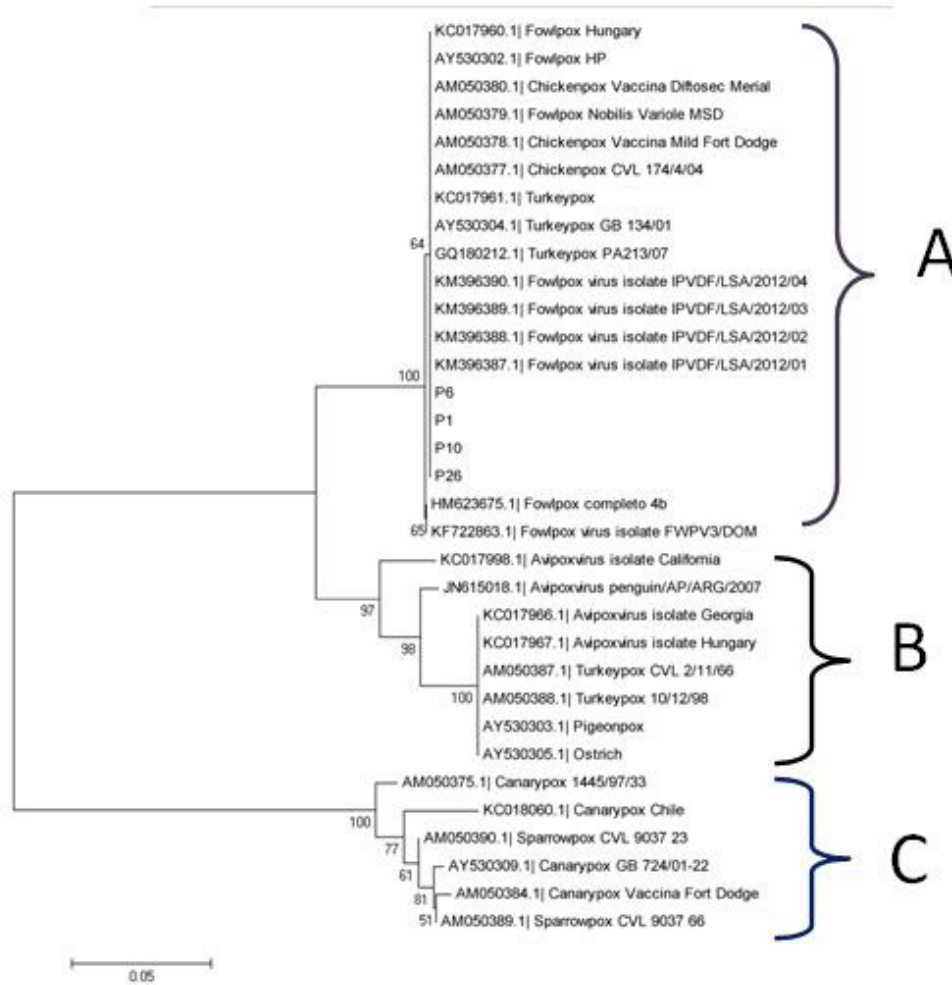 KC017960.1| Fowlpox Hungary
AY530302.1| Fowlpox HP
AM050380.1| Chickenpox Vaccina Diftosec Merial
AM050379.1| Fowlpox Nobilis Variole MSD
AM050378.1| Chickenpox Vaccina Mild Fort Dodge
AM050377.1| Chickenpox CVL 174/4/04
KC017961.1| Turkeypox
AY530304.1| Turkeypox GB 134/01
64
GQ180212.1| Turkeypox PA213/07
A
KM396390.1| Fowlpox virus isolate IPVDF/LSA/2012/04
KM396389.1| Fowlpox virus isolate IPVDF/LSA/2012/03
KM396388.1| Fowlpox virus isolate IPVDF/LSA/2012/02
KM396387.1| Fowlpox virus isolate IPVDF/LSA/2012/01
100
P6
P1
P10
P26
HM623675.1| Fowlpox completo 4b
65
KF722863.1| Fowlpox virus isolate FWPV3/DOM
KC017998.1| Avipoxvirus isolate California
JN615018.1| Avipoxvirus penguin/AP/ARG/2007
97
KC017966.1| Avipoxvirus isolate Georgia
KC017967.1| Avipoxvirus isolate Hungary
98
B
AM050387.1| Turkeypox CVL 2/11/66
AM050388.1| Turkeypox 10/12/98
100
AY530303.1| Pigeonpox
AY530305.1| Ostrich
AM050375.1| Canarypox 1445/97/33
KC018060.1| Canarypox Chile
100
AM050390.1| Sparrowpox CVL 9037 23
77
AY530309.1| Canarypox GB 724/01-22
C
61
AM050384.1| Canarypox Vaccina Fort Dodge
81
AM050389.1| Sparrowpox CVL 9037 66
51
0.05